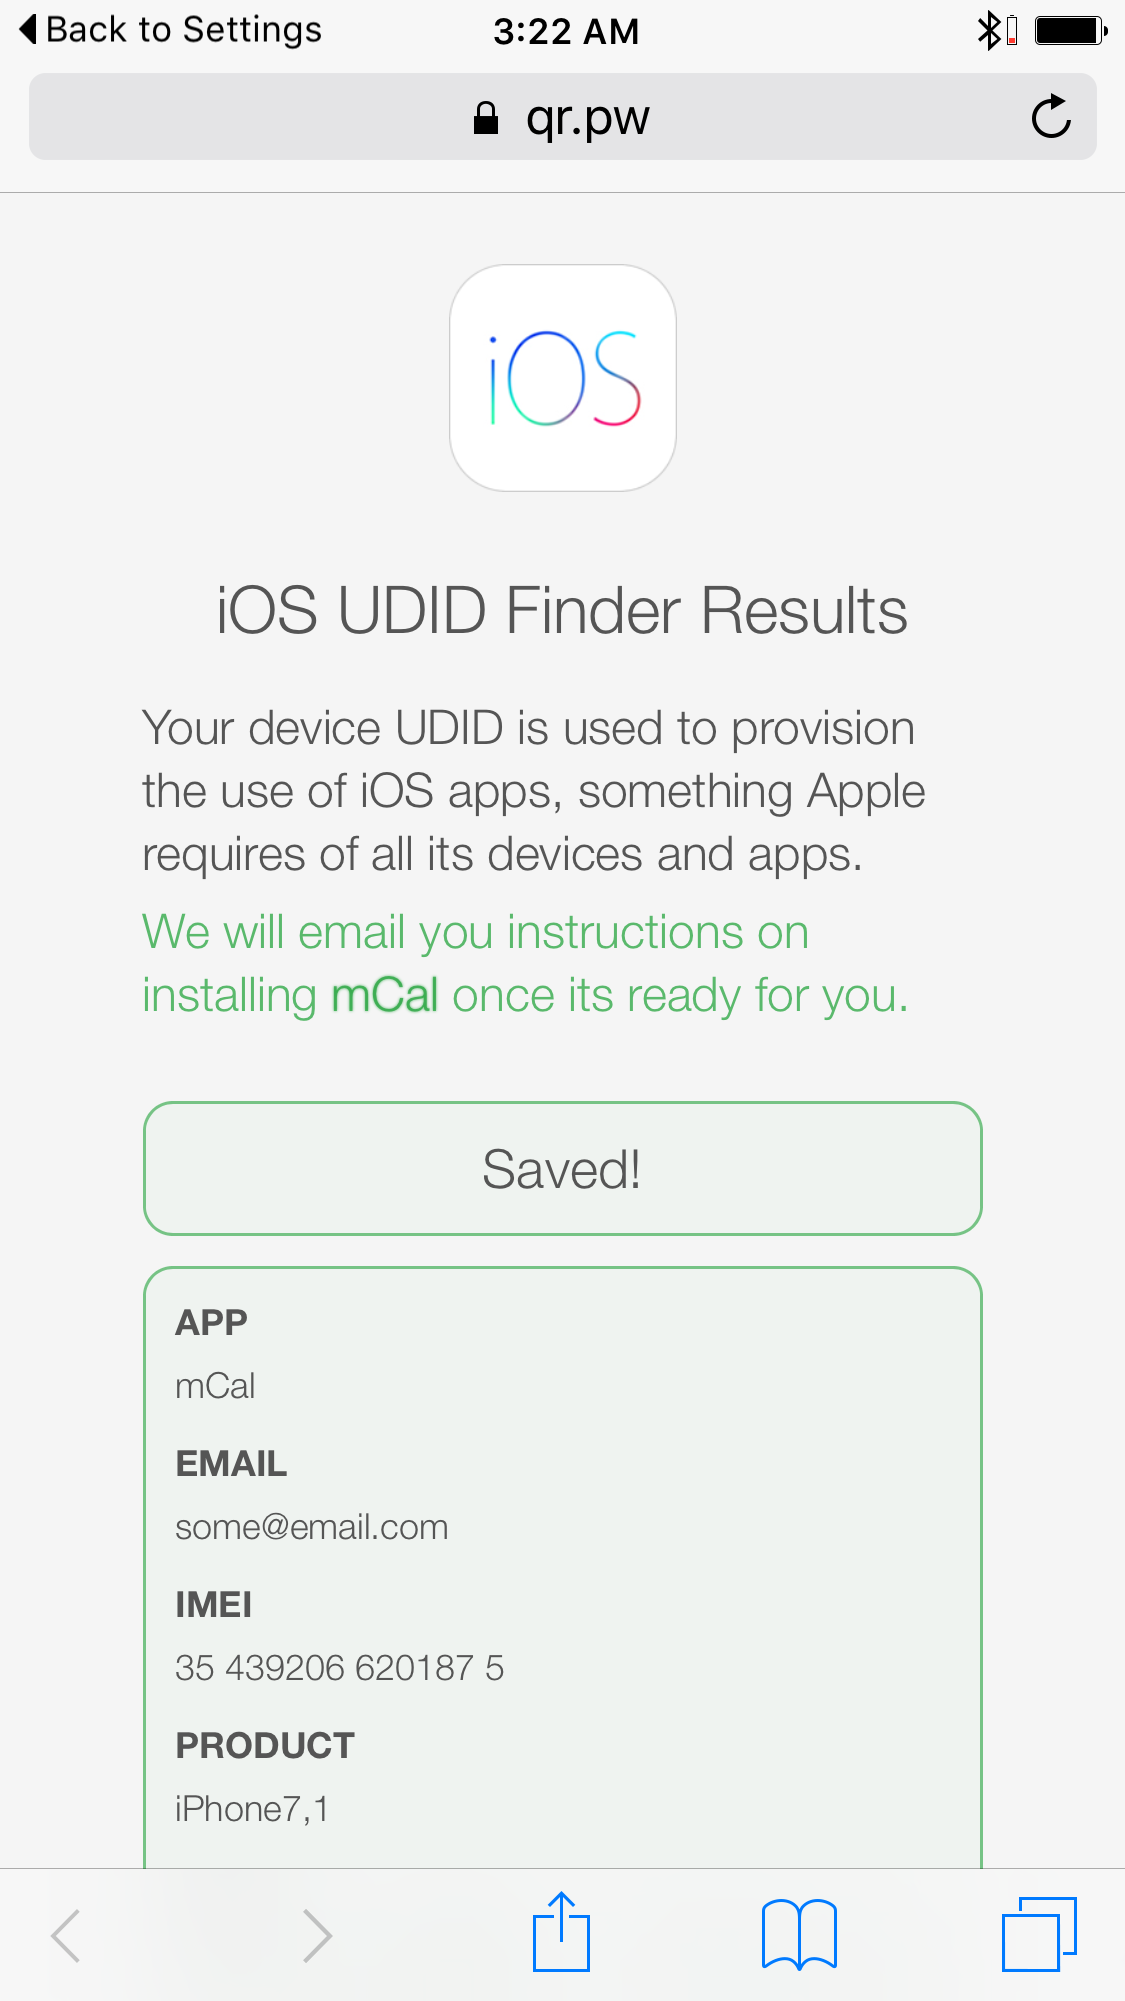 Back to Settings
3:22 AM
qr.pw
iOS
iOS UDID Finder Results
Your device UDID is used to provision
the use of iOS apps, something Apple
requires of all its devices and apps.
We will email you instructions on
installing mCal once its ready for you.
Saved!
APP
mCal
EMAIL
some@email.com
IMEI
35 439206 620187 5
PRODUCT
iPhone7,1